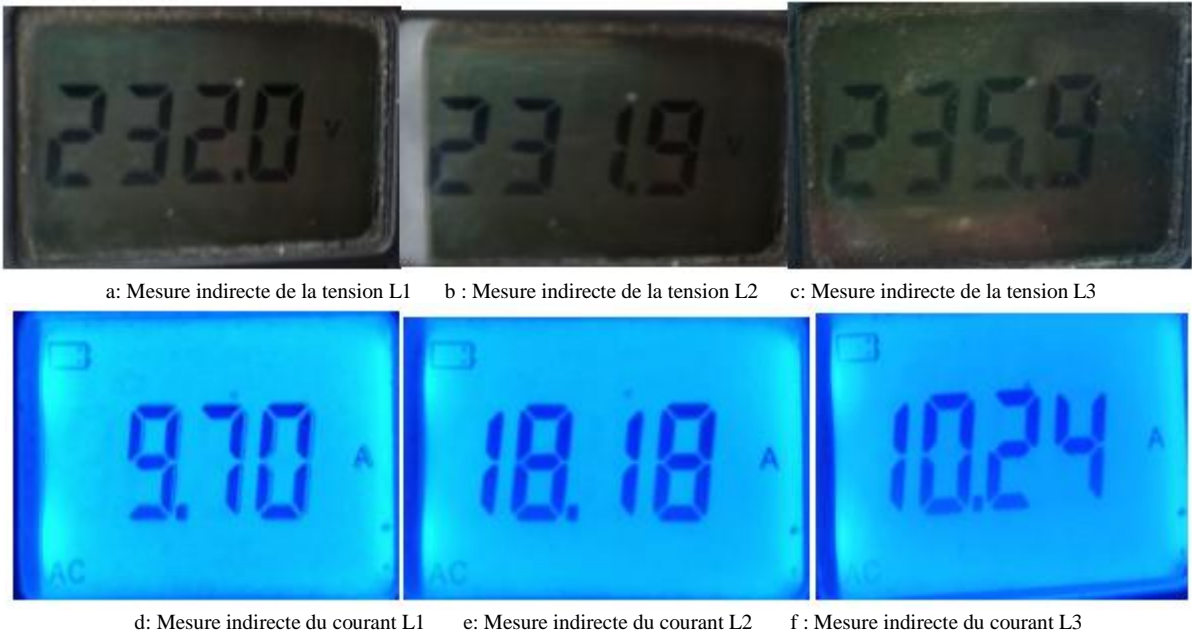 232.0 V
231.9 V
235.9
a: Mesure indirecte de la tension L1
b : Mesure indirecte de la tension L2
c: Mesure indirecte de la tension L3
9.70 A
AC
18.18 A
AC
10.24 A
AC
d: Mesure indirecte du courant L1
e: Mesure indirecte du courant L2
f : Mesure indirecte du courant L3